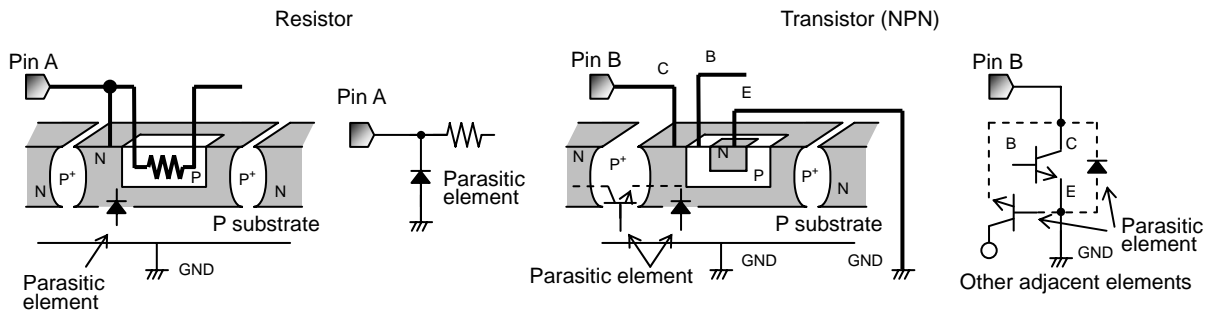 Resistor
Pin A
N
P
N
P+
P+
N
P substrate
Parasitic
element
GND
Pin A
Parasitic
element
Transistor (NPN)
Pin B
C
B
E
N
P+
N
P+
N
P
N
P substrate
Parasitic element
GND
GND
Pin B
B
C
E
Parasitic
element
GND
Other adjacent elements